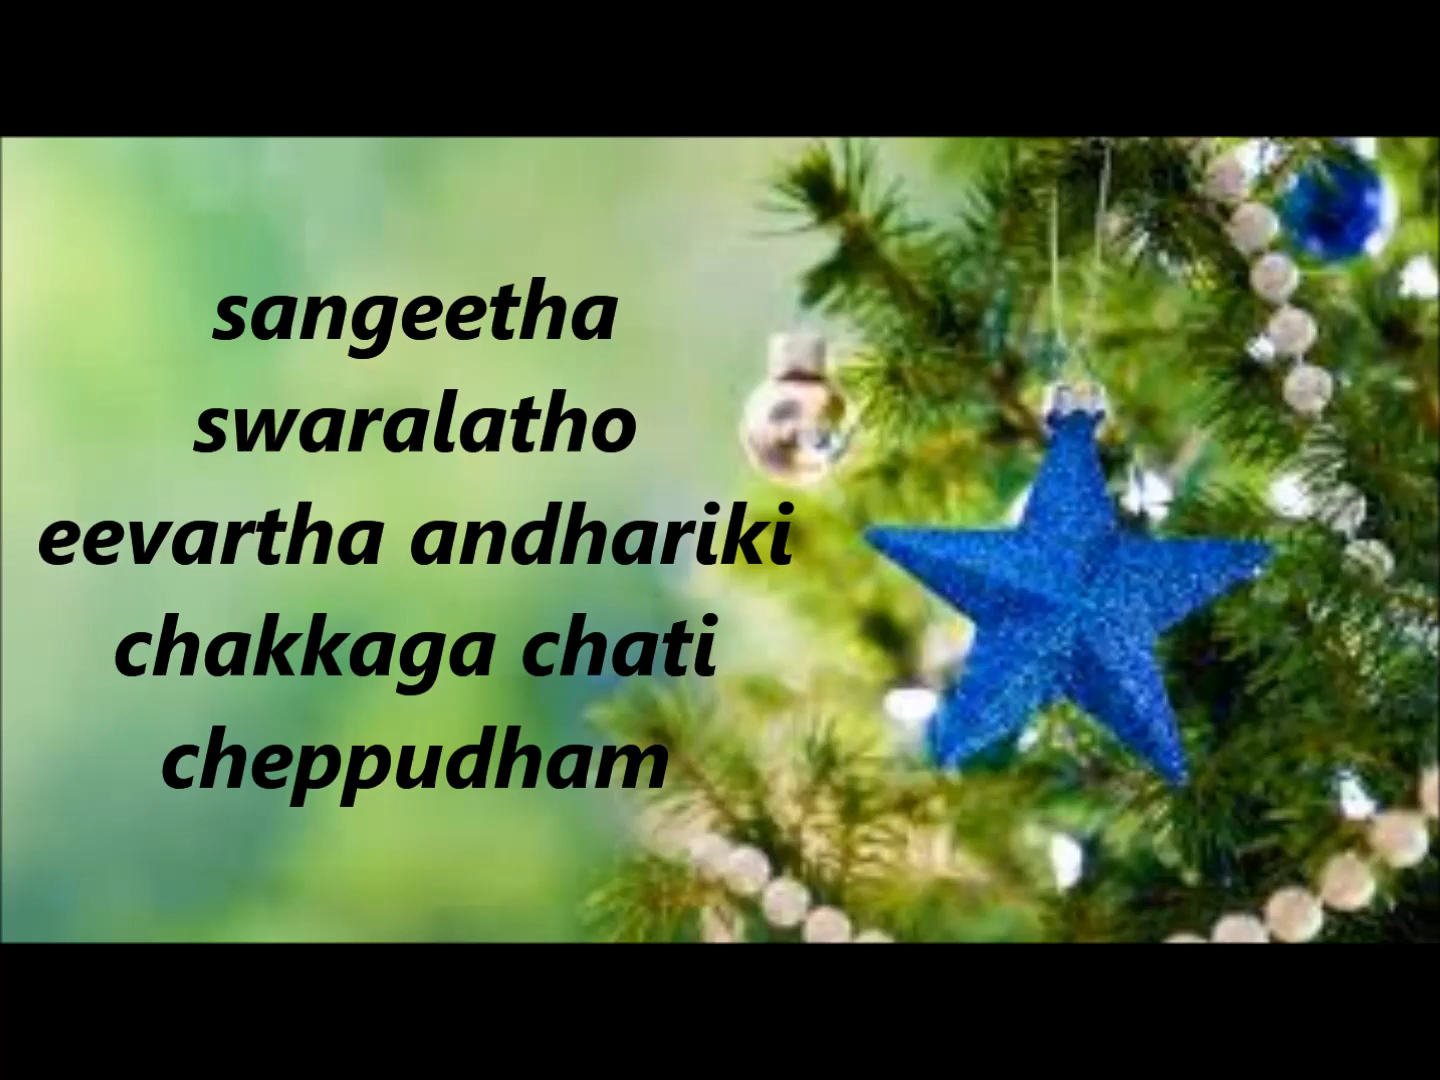 sangeetha
swaralatho
eevartha andhariki
chakkaga chati
cheppudham